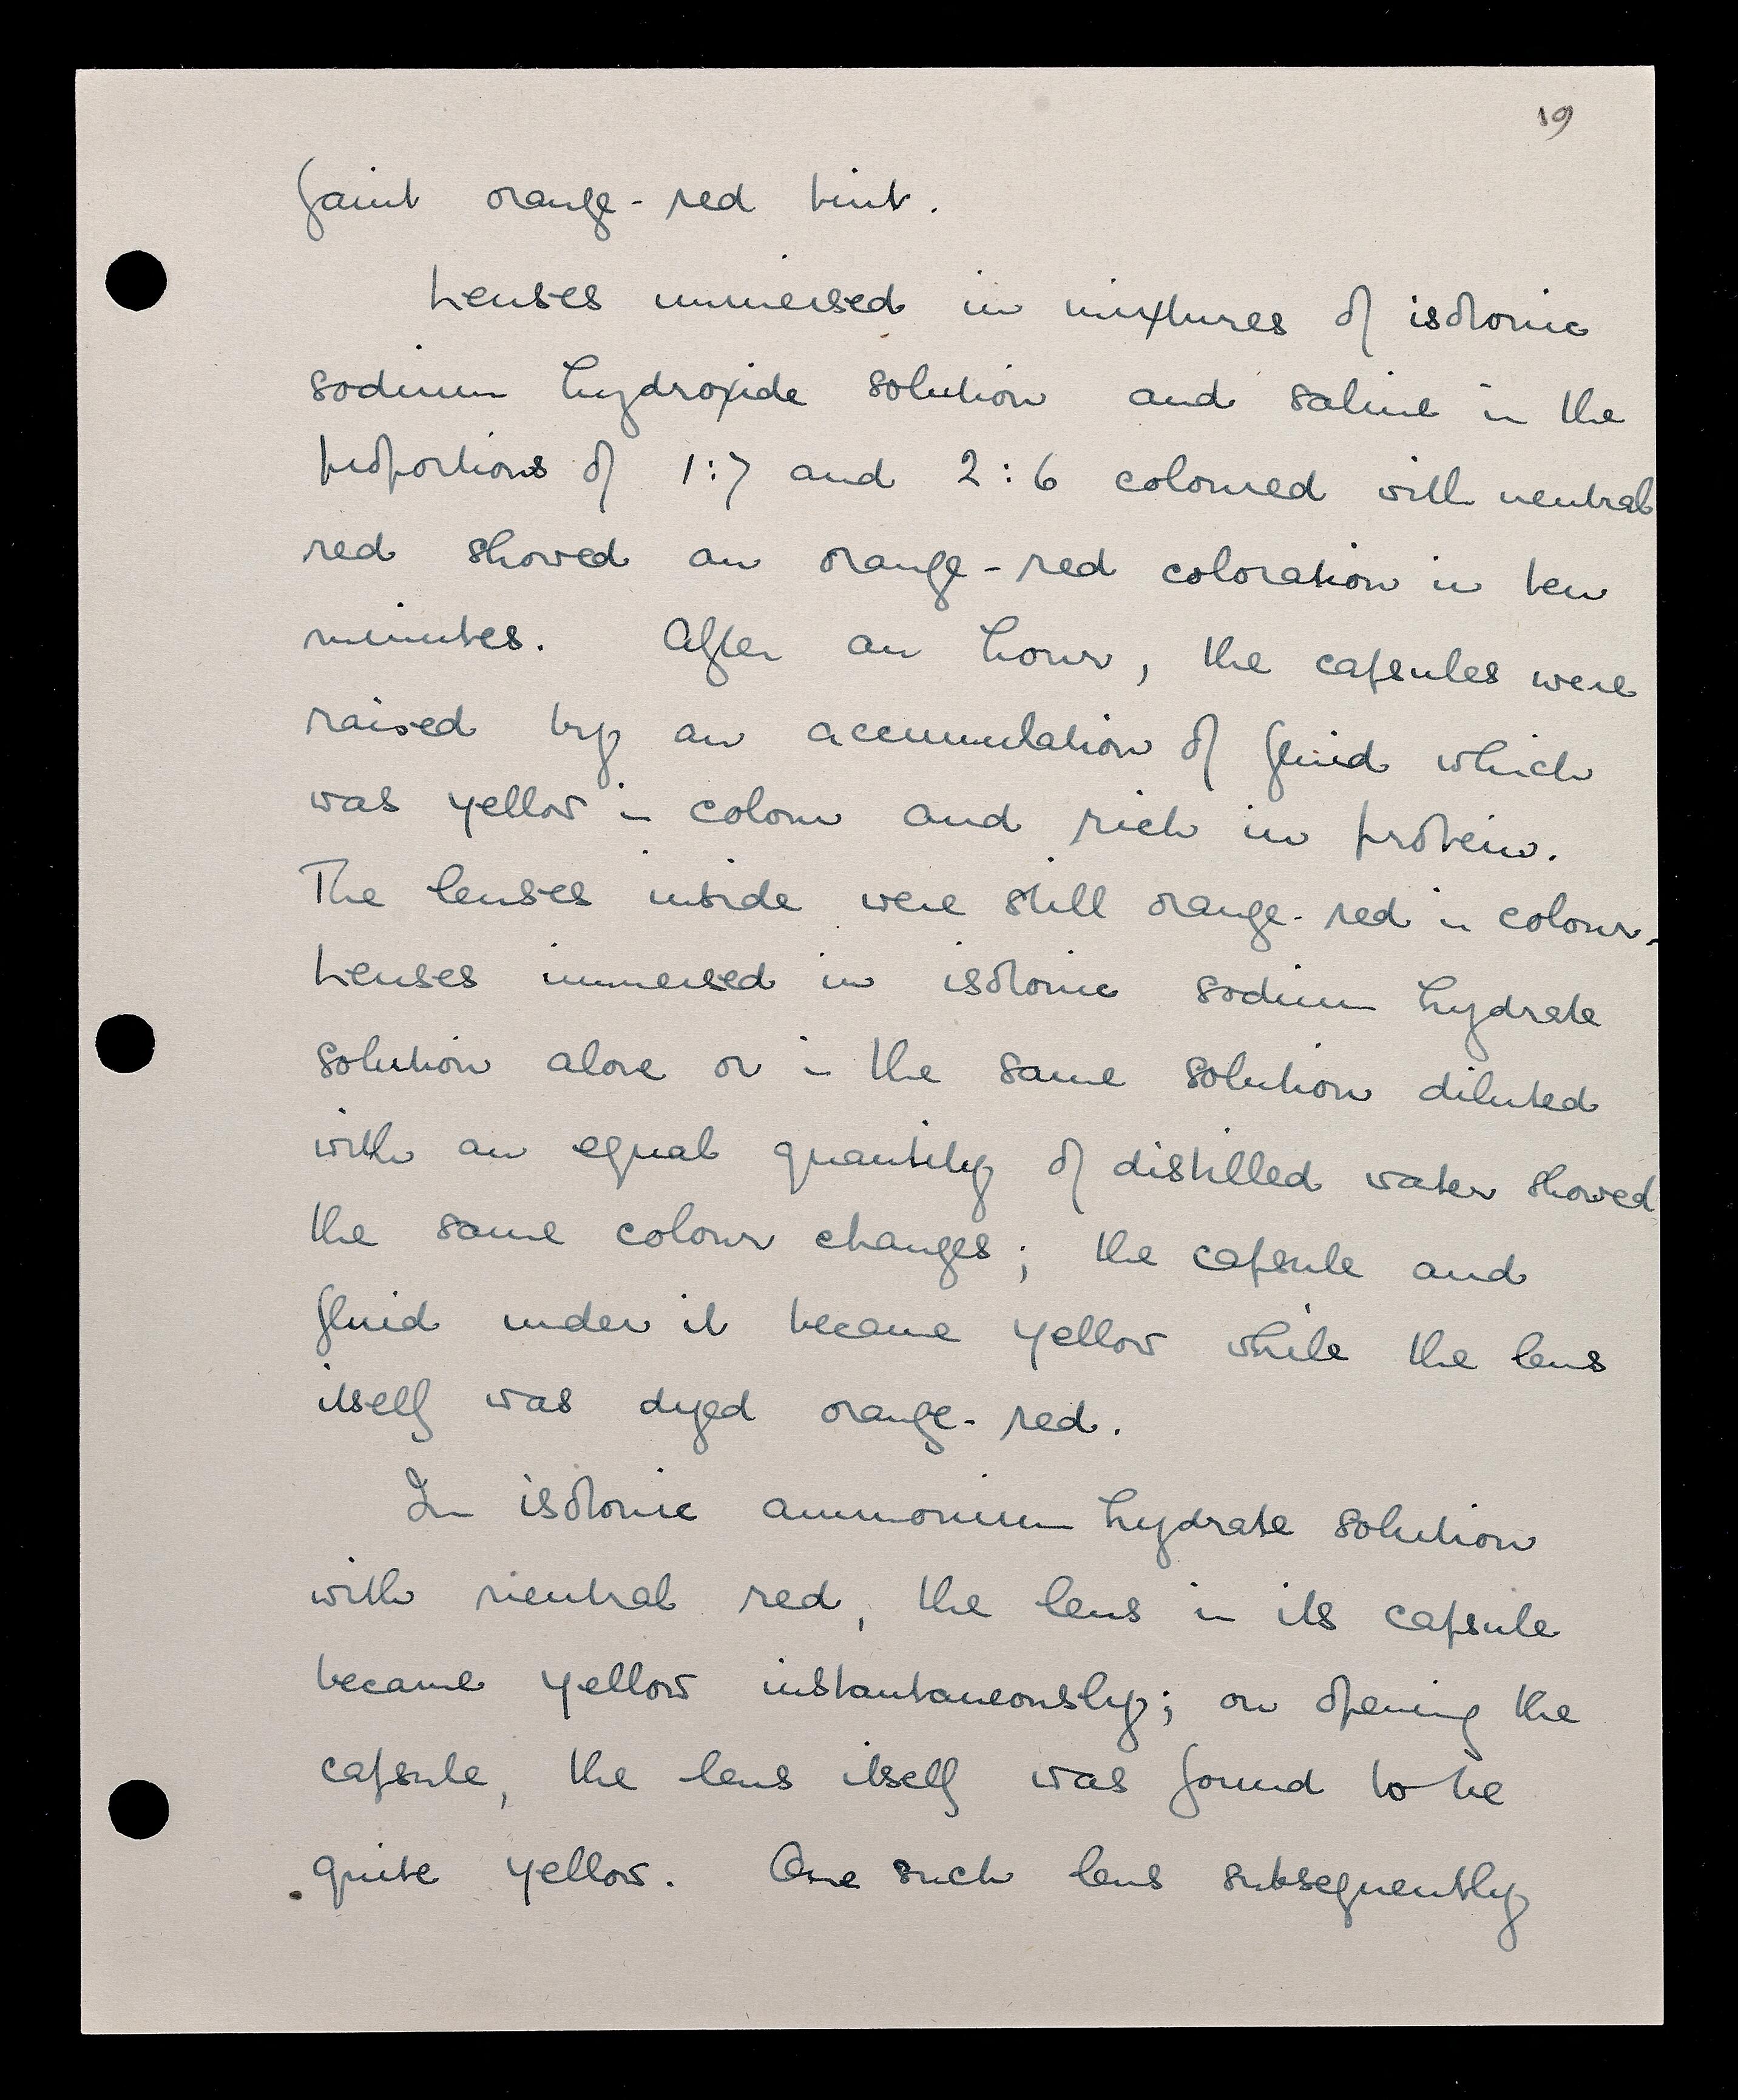 19
faint orange-red tint.
Lenses immersed in mixtures of isotonic
sodium hydroxide solution and saline in the
proportions of 1:7 and 2:6 coloured with neutral
red showed an orange-red coloration in ten
minutes. After an hour, the capsules were
raised by an accumulation of fluid which
was yellow in colour and rich in protein.
The lenses inside were still orange-red in colour.
Lenses immersed in isotonic sodium hydrate
solution alone or in the same solution diluted
with an equal quantity of distilled water showed
the same colour changes; the capsule and
fluid under it became yellow while the lens
itself was dyed orange-red.
In isotonic ammonium hydrate solution
with neutral red, the lens in its capsule
became yellow instantaneously; on opening the
capsule, the lens itself was found to be
quite yellow. One such lens subsequently